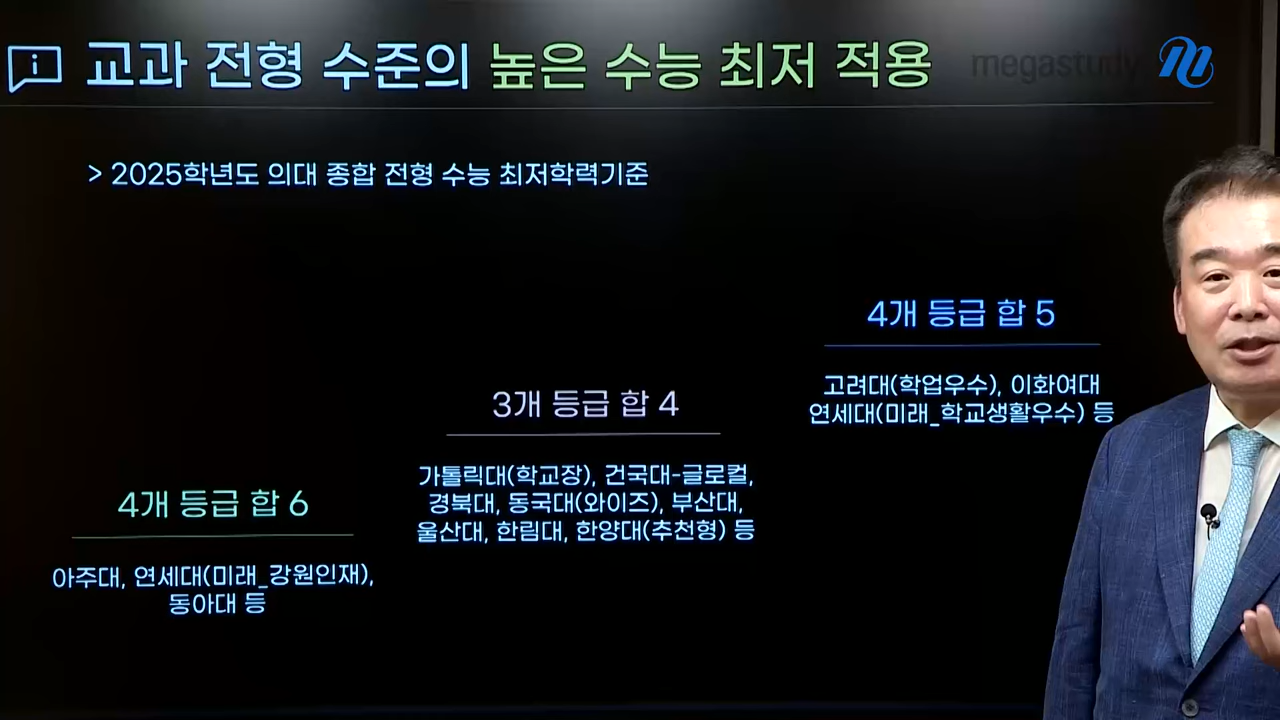 교과 전형 수준의 높은 수능 최저 적용
megastudy
> 2025학년도 의대 종합 전형 수능 최저학력기준
4개 등급 합 5
고려대(학업우수), 이화여대
연세대(미래_학교생활우수) 등
3개 등급 합 4
가톨릭대(학교장), 건국대-글로컬,
경북대, 동국대(와이즈), 부산대,
울산대, 한림대, 한양대(추천형) 등
4개 등급 합 6
아주대, 연세대(미래_강원인재),
동아대 등